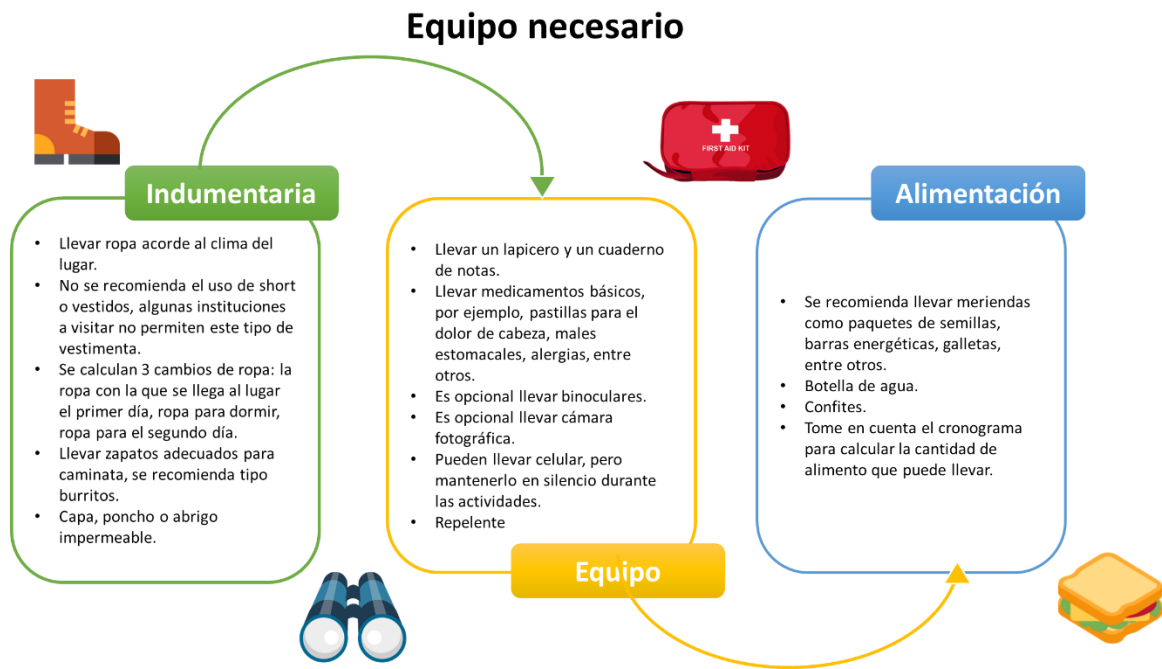 Equipo necesario
FIRST AID KIT
Indumentaria
• Llevar ropa acorde al clima del
lugar.
• No se recomienda el uso de short
o vestidos, algunas instituciones
a visitar no permiten este tipo de
vestimenta.
• Se calculan 3 cambios de ropa: la
ropa con la que se llega al lugar
el primer día, ropa para dormir,
ropa para el segundo día.
• Llevar zapatos adecuados para
caminata, se recomienda tipo
burritos.
• Capa, poncho o abrigo
impermeable.
• Llevar un lapicero y un cuaderno
de notas.
• Llevar medicamentos básicos,
por ejemplo, pastillas para el
dolor de cabeza, males
estomacales, alergias, entre
otros.
• Es opcional llevar binoculares.
• Es opcional llevar cámara
fotográfica.
• Pueden llevar celular, pero
mantenerlo en silencio durante
las actividades.
• Repelente
Equipo
Alimentación
• Se recomienda llevar meriendas
como paquetes de semillas,
barras energéticas, galletas,
entre otros.
• Botella de agua.
• Confites.
• Tome en cuenta el cronograma
para calcular la cantidad de
alimento que puede llevar.